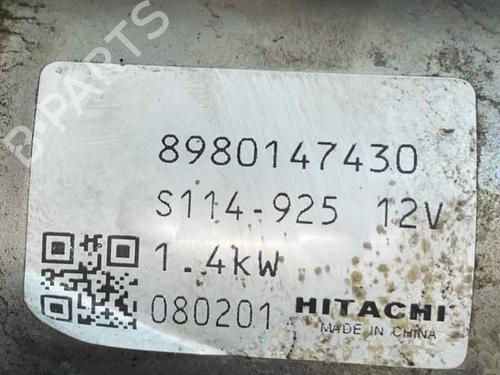 B-PARTS
8980147430
S114-925 12V
1.4kW
080201 HITACHI
MADE IN CHINA